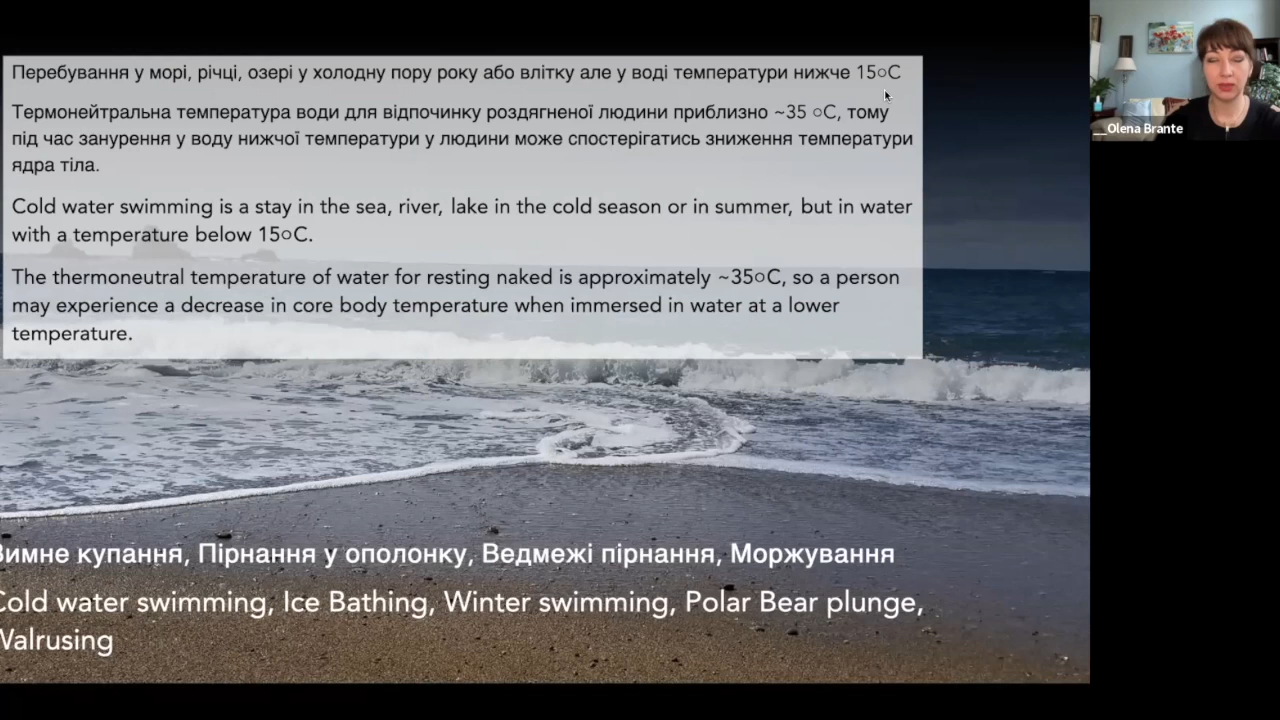 Перебування у морі, річці, озері у холодну пору року або влітку але у воді температури нижче 15○C
Термонейтральна температура води для відпочинку роздягненої людини приблизно ~35 ○C, тому
під час занурення у воду нижчої температури у людини може спостерігатись зниження температури
ядра тіла.
Cold water swimming is a stay in the sea, river, lake in the cold season or in summer, but in water
with a temperature below 15○C.
The thermoneutral temperature of water for resting naked is approximately ~35○C, so a person
may experience a decrease in core body temperature when immersed in water at a lower
temperature.
Зимне купання, Пірнання у ополонку, Ведмежі пірнання, Моржування
Cold water swimming, Ice Bathing, Winter swimming, Polar Bear plunge,
Walrusing
__Olena Brante